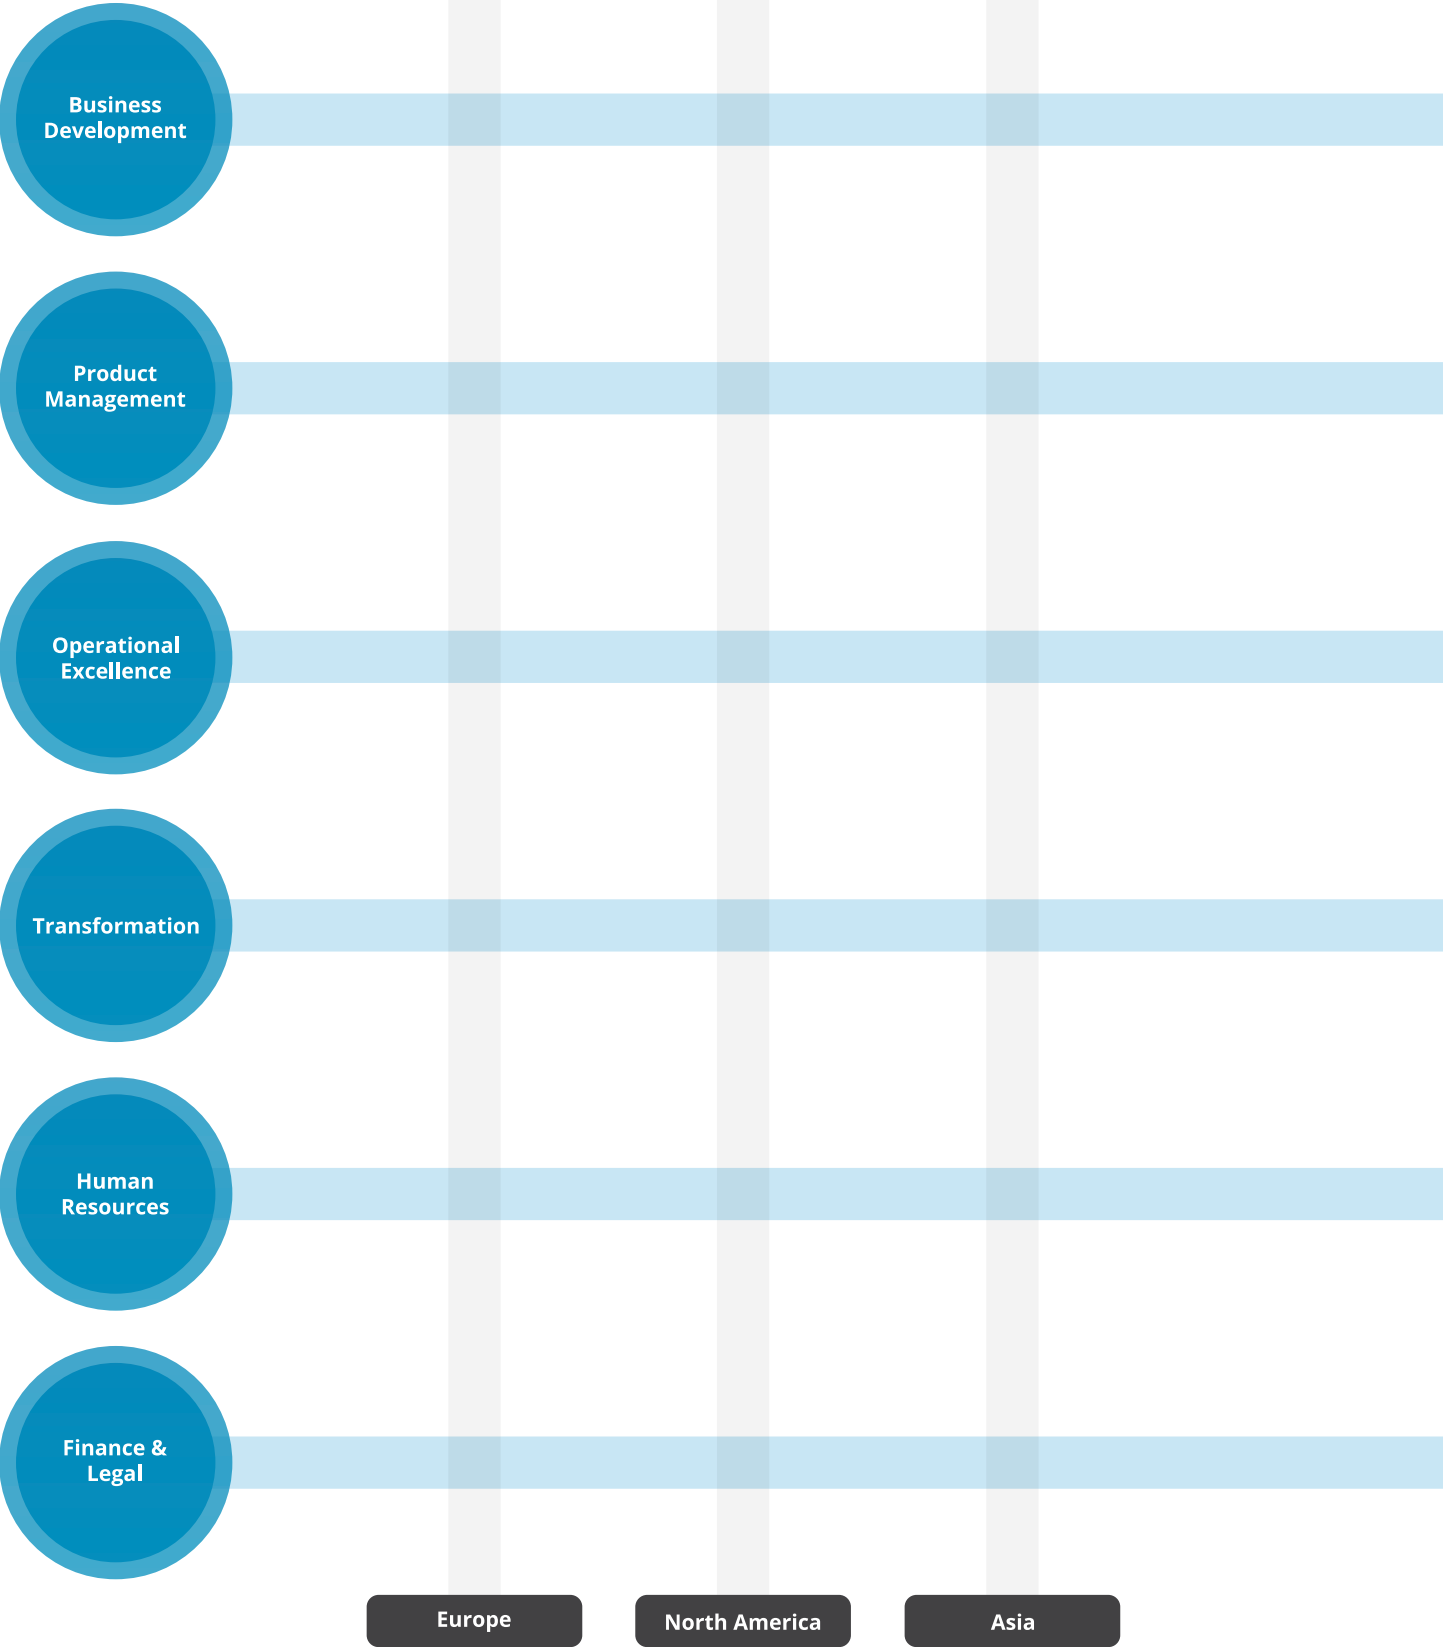 Business
Development
Product
Management
Operational
Excellence
Transformation
Human
Resources
Finance &
Legal
Europe
North America
Asia